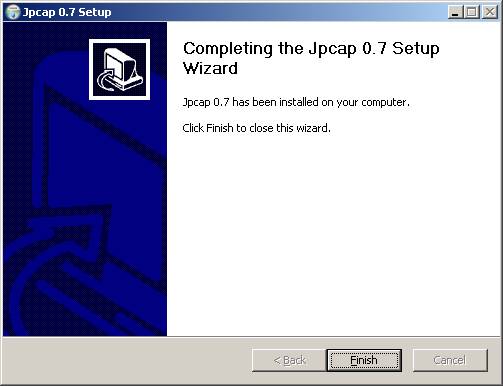 Jpcap 0.7 Setup
Completing the Jpcap 0.7 Setup
Wizard
Jpcap 0.7 has been installed on your computer.
Click Finish to close this wizard.
< Back
Finish
Cancel